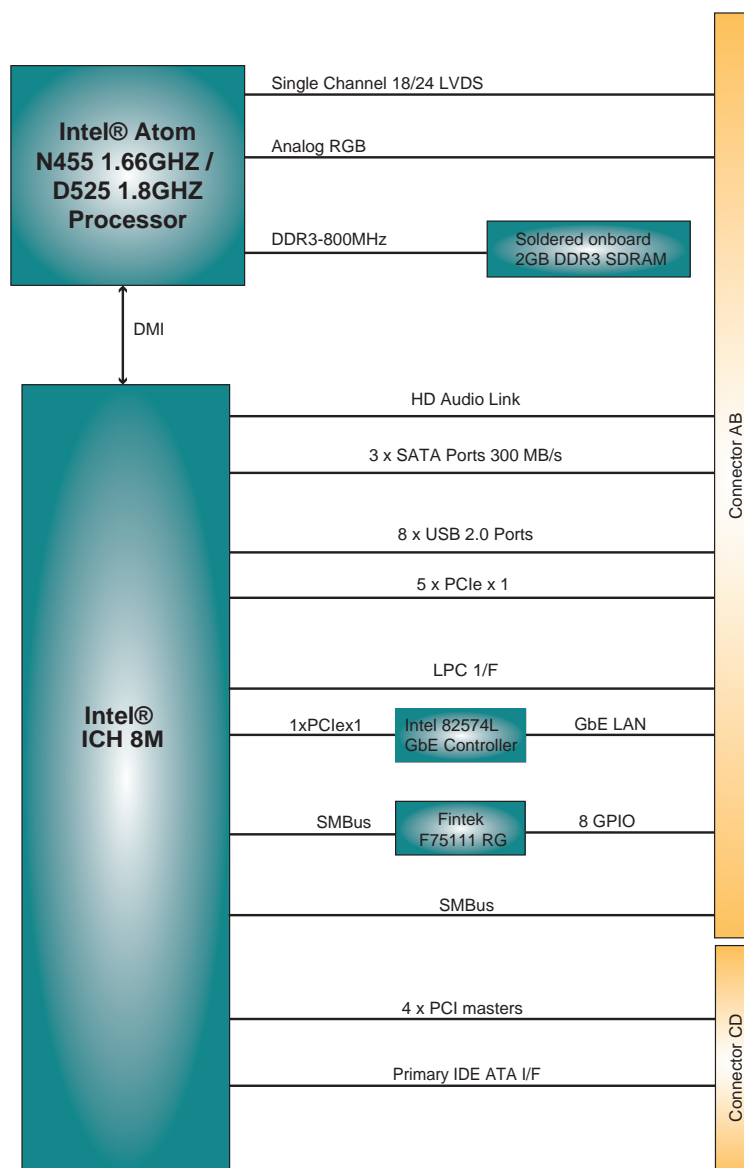 Single Channel 18/24 LVDS
Intel® Atom
N455 1.66GHZ /
D525 1.8GHZ
Processor
Analog RGB
DDR3-800MHz
Soldered onboard
2GB DDR3 SDRAM
DMI
Connector AB
HD Audio Link
3 x SATA Ports 300 MB/s
8 x USB 2.0 Ports
5 x PCIe x 1
LPC 1/F
Intel®
ICH 8M
1xPCIex1
Intel 82574L
GbE Controller
GbE LAN
SMBus
Fintek
F75111 RG
8 GPIO
SMBus
4 x PCI masters
Primary IDE ATA I/F
Connector CD